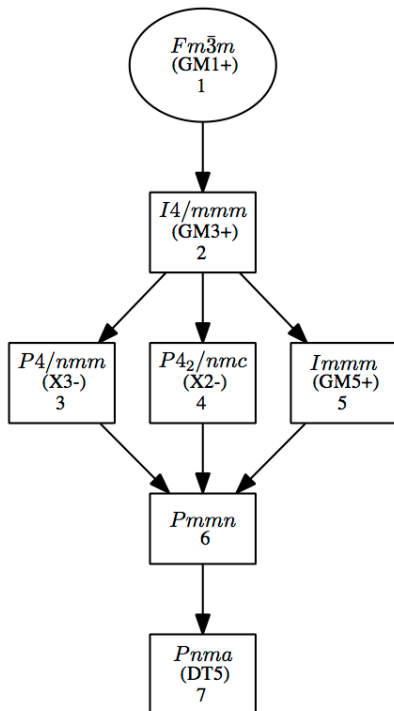 Fm3̄m
(GM1+)
1
I4/mmm
(GM3+)
2
P4/nmm
(X3-)
3
P4₂/nmc
(X2-)
4
Immm
(GM5+)
5
Pmmn
6
Pnma
(DT5)
7